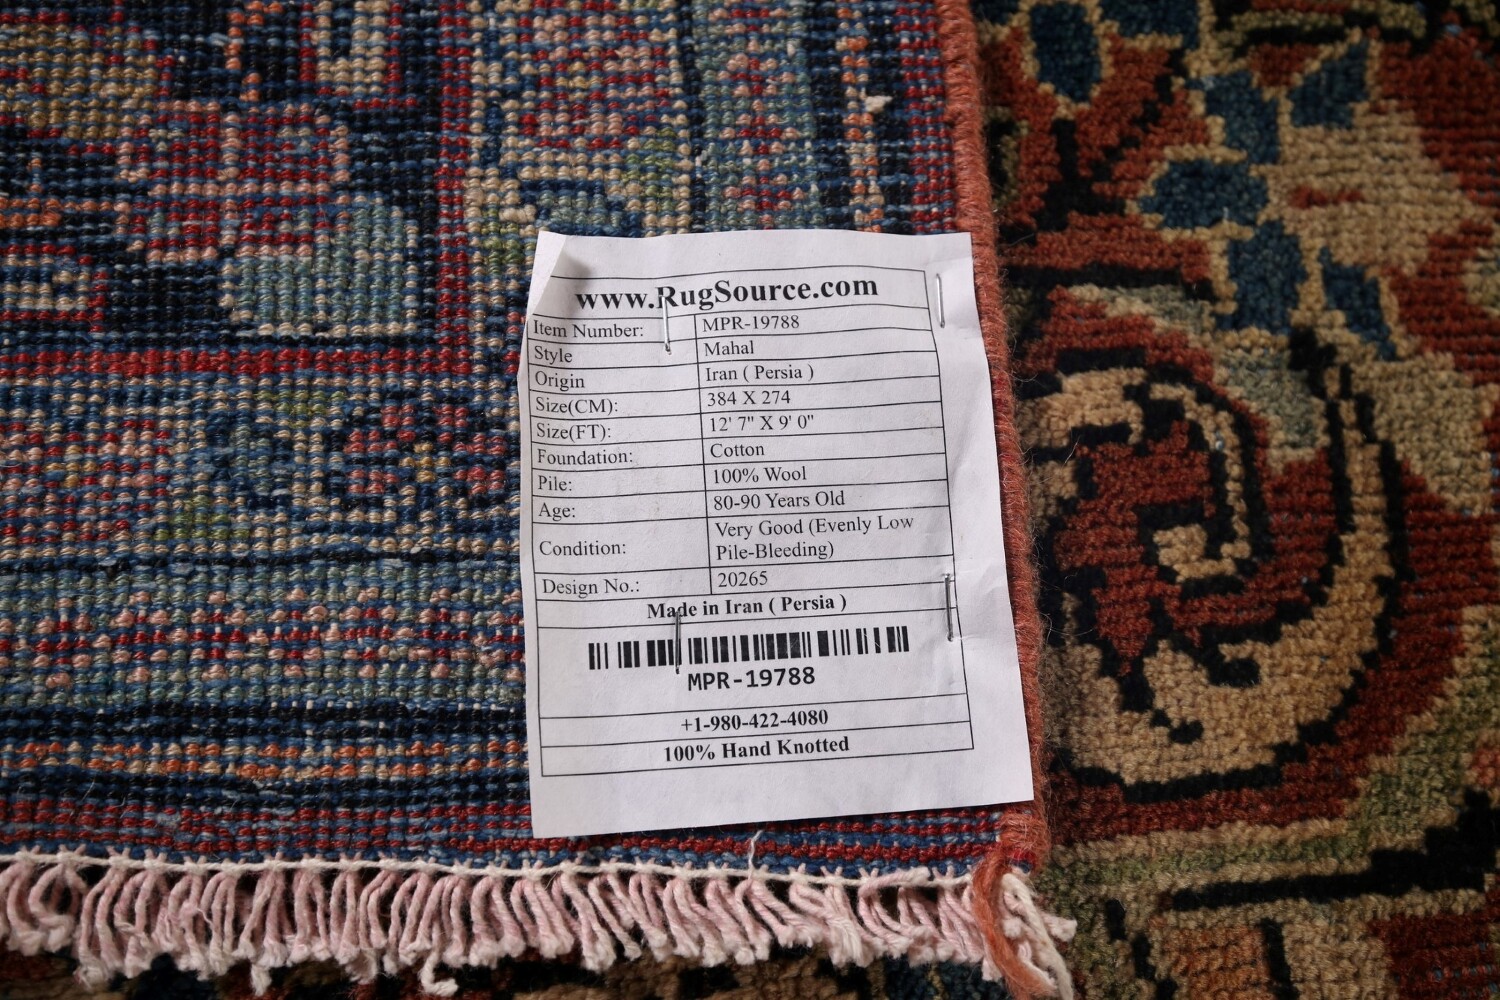 www.RugSource.com
Item Number: MPR-19788
Style Mahal
Origin Iran ( Persia )
Size(CM): 384 X 274
Size(FT): 12' 7" X 9' 0"
Foundation: Cotton
Pile: 100% Wool
Age: 80-90 Years Old
Condition: Very Good (Evenly Low
Pile-Bleeding)
Design No.: 20265
Made in Iran ( Persia )
MPR-19788
+1-980-422-4080
100% Hand Knotted